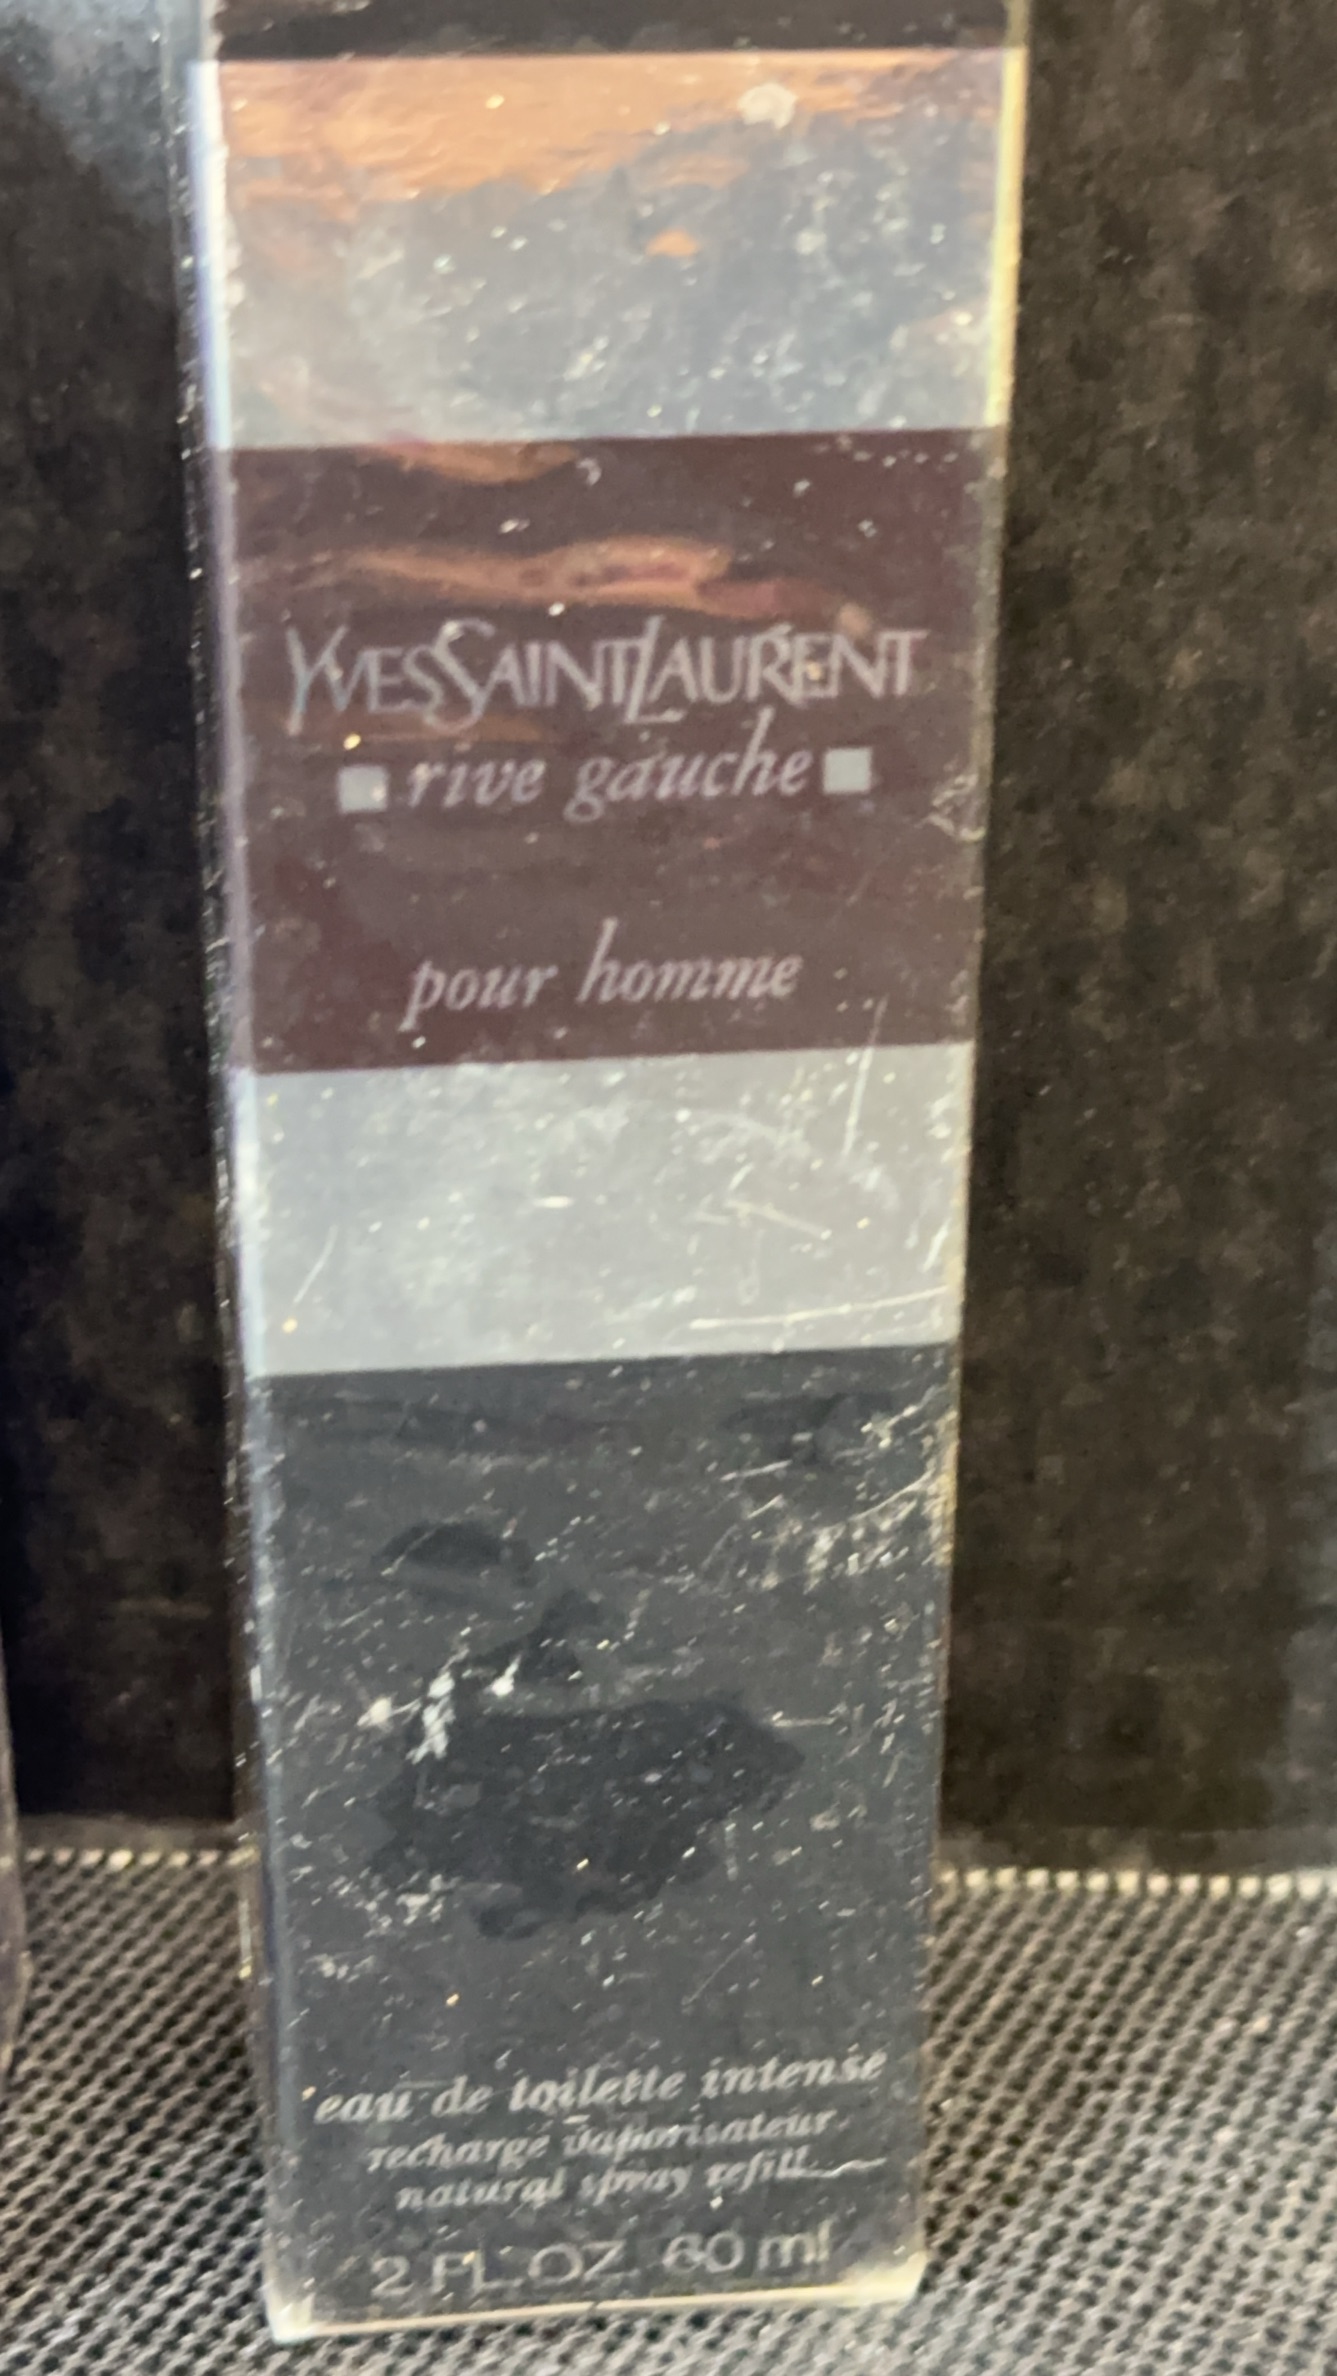 YVESSAINTLAURENT
rive gauche
pour homme
eau de toilette intense
recharge vaporisateur
natural spray refill
2 FL.OZ. 60 ml